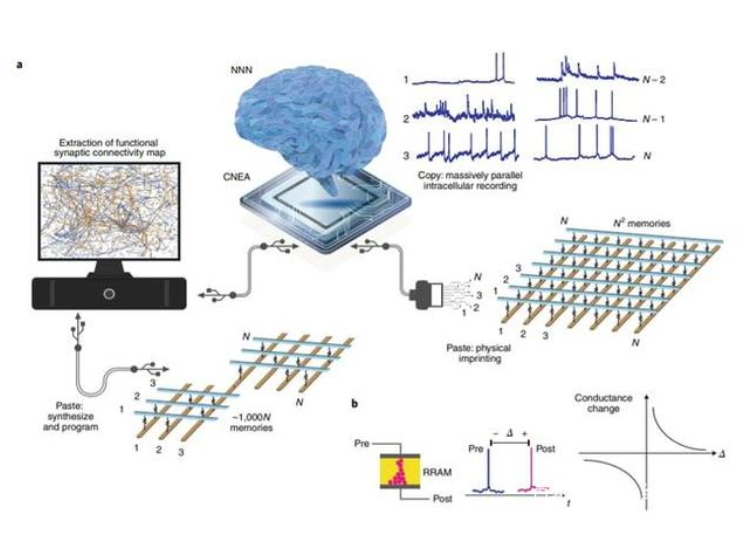 a
NNN
CNEA
Extraction of functional
synaptic connectivity map
1
2
3
N – 2
N – 1
N
Copy: massively parallel
intracellular recording
N
3
1 2
N
N² memories
3
2
1
1 2 3
N
Paste: physical
imprinting
Paste:
synthesize
and program
N
3
2
1
N
~1,000N
memories
1 2 3
b
Pre
RRAM
Post
– Δ +
Pre
Post
t
Conductance
change
Δ